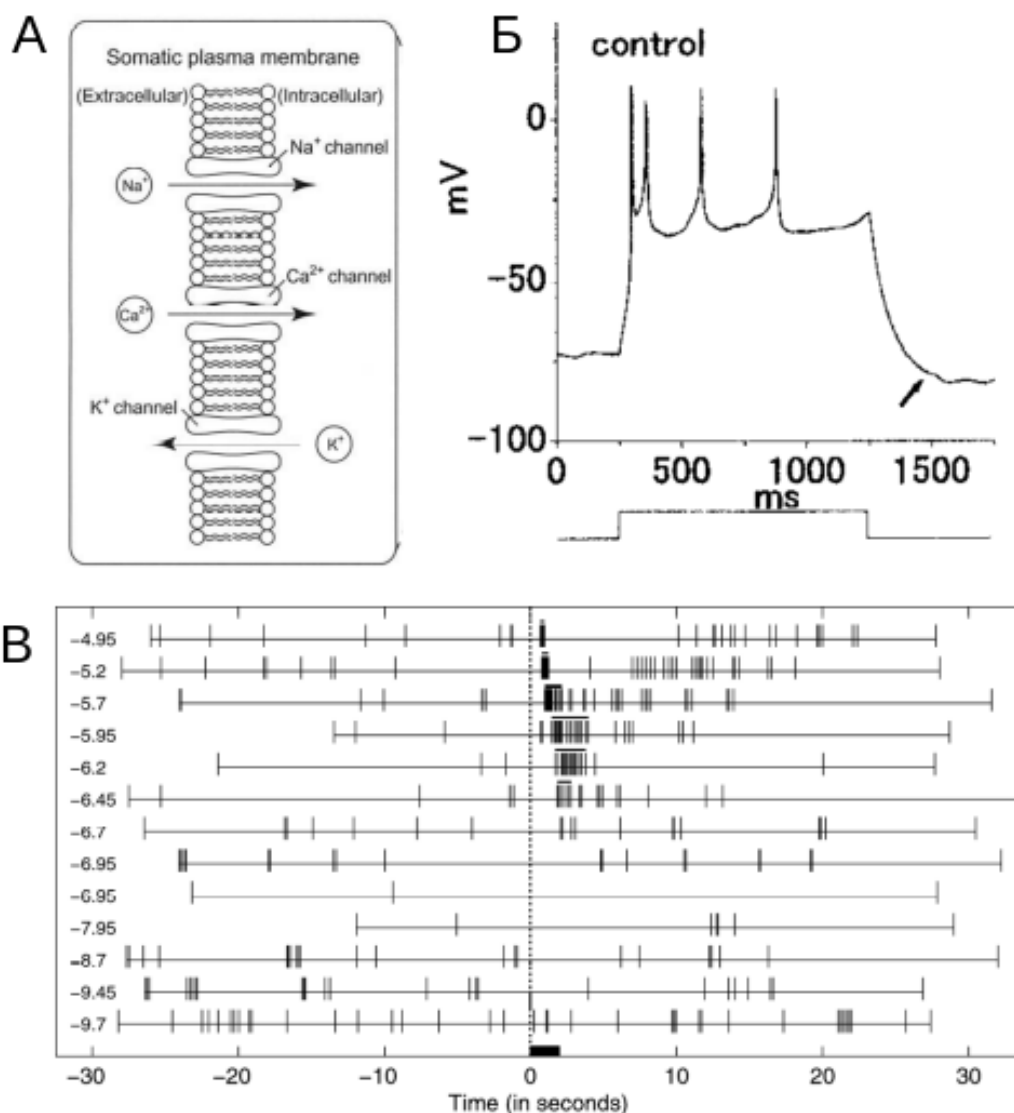 А
Somatic plasma membrane
(Extracellular)
(Intracellular)
Na⁺ channel
Na⁺
Ca²⁺ channel
Ca²⁺
K⁺ channel
K⁺
Б
control
mV
0
−50
−100
0 500 1000 1500
ms
В
−4.95
−5.2
−5.7
−5.95
−6.2
−6.45
−6.7
−6.95
−6.95
−7.95
−8.7
−9.45
−9.7
−30 −20 −10 0 10 20 30
Time (in seconds)